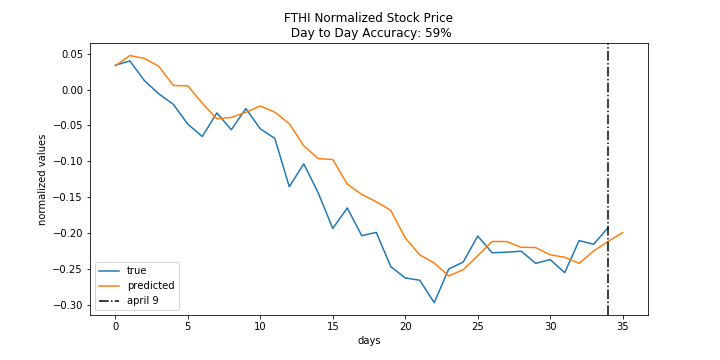 FTHI Normalized Stock Price
Day to Day Accuracy: 59%
normalized values
0.05
0.00
−0.05
−0.10
−0.15
−0.20
−0.25
−0.30
true
predicted
april 9
0 5 10 15 20 25 30 35
days